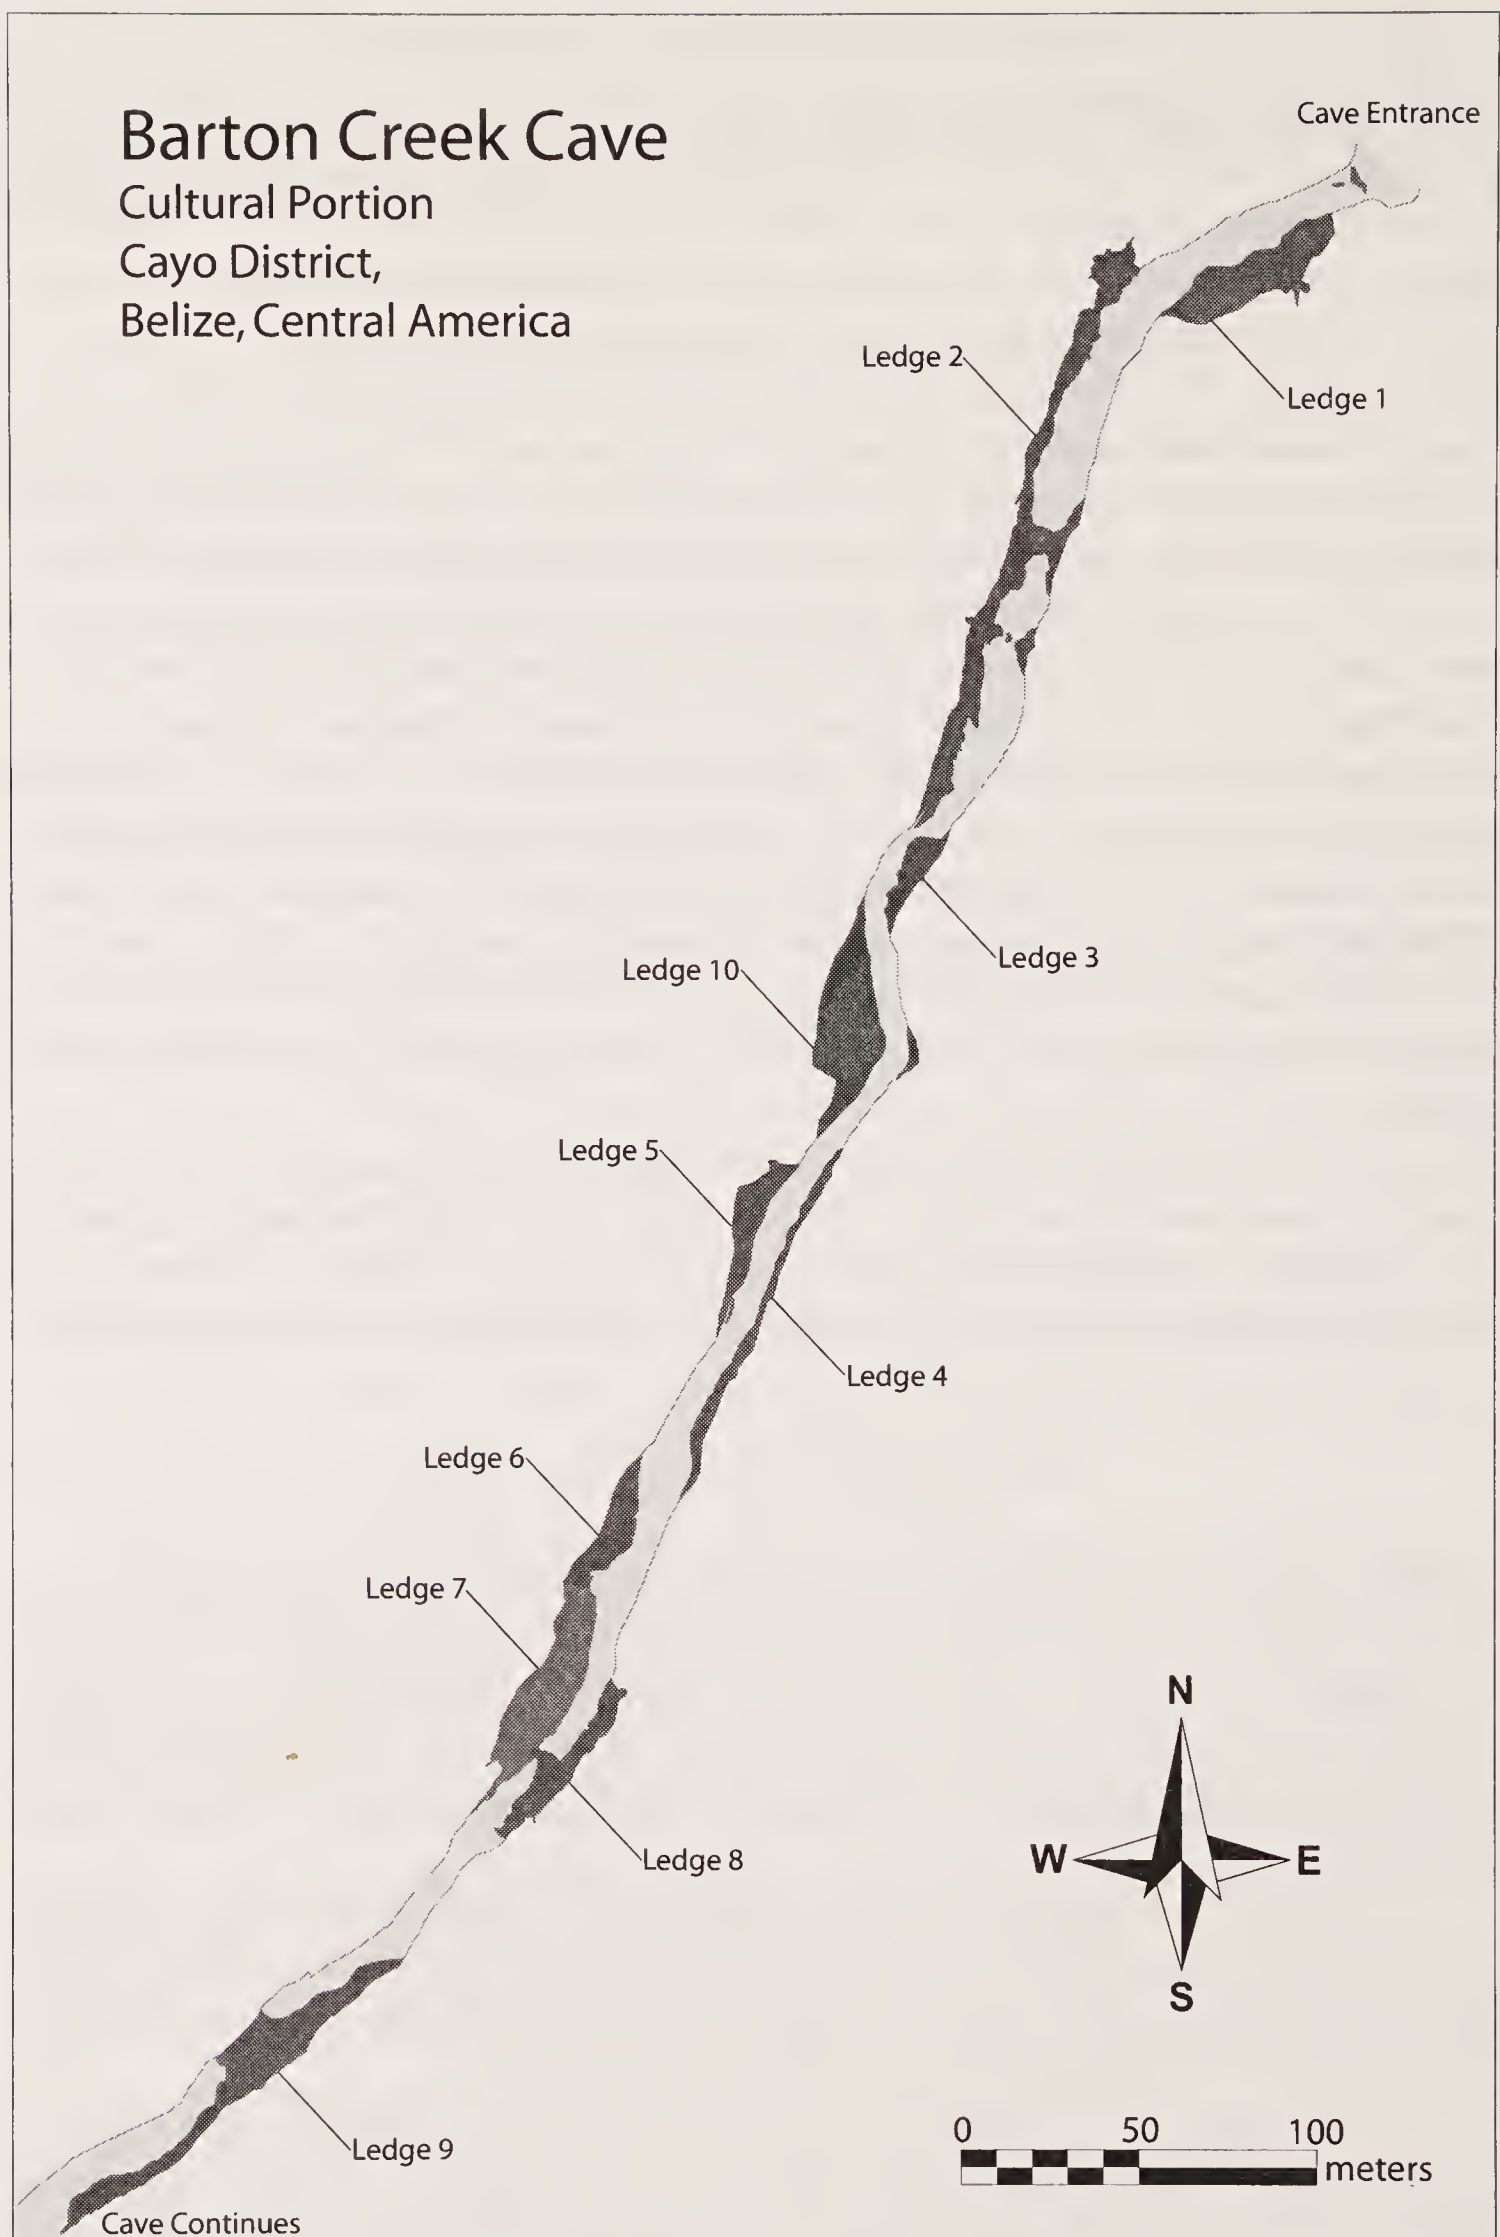 Barton Creek Cave
Cultural Portion
Cayo District,
Belize, Central America
Cave Entrance
Ledge 2
Ledge 1
Ledge 3
Ledge 10
Ledge 5
Ledge 4
Ledge 6
Ledge 7
N
W E
Ledge 8
S
0 50 100
meters
Ledge 9
Cave Continues